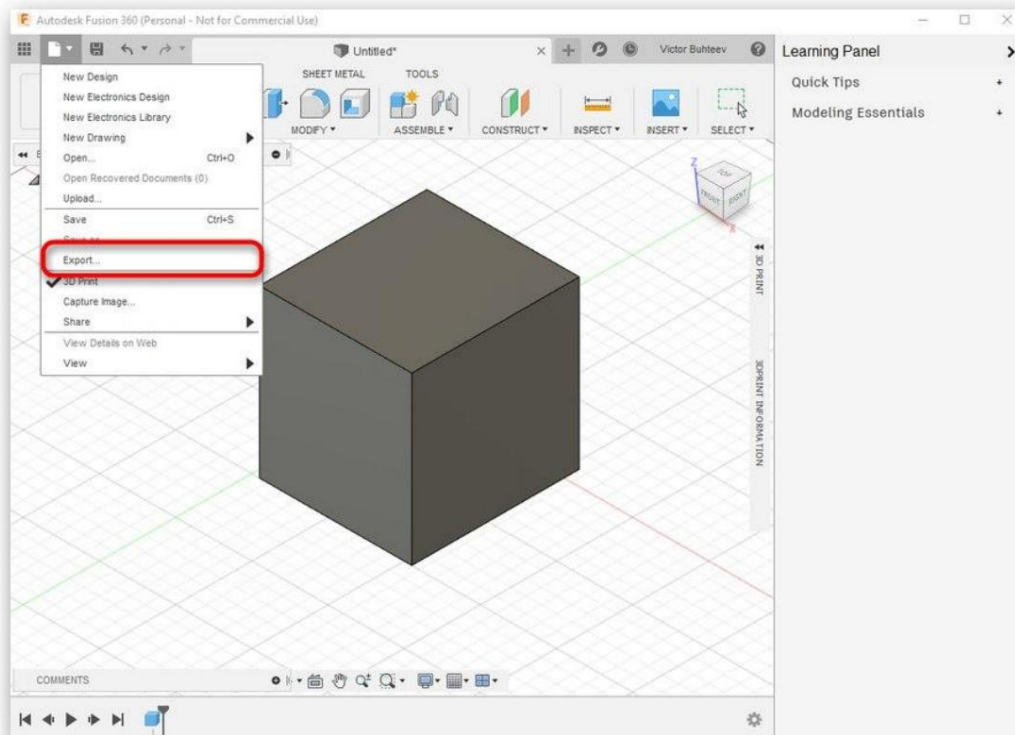 Autodesk Fusion 360 (Personal - Not for Commercial Use)
Untitled*
Victor Buhteev
Learning Panel
Quick Tips
Modeling Essentials
New Design
New Electronics Design
New Electronics Library
New Drawing
Open... Ctrl+O
Open Recovered Documents (0)
Upload...
Save Ctrl+S
Export...
3D Print
Capture Image...
Share
View Details on Web
View
SHEET METAL TOOLS
MODIFY ASSEMBLE CONSTRUCT INSPECT INSERT SELECT
Z
TOP
FRONT RIGHT
X
3D PRINT
3DPRINT INFORMATION
COMMENTS